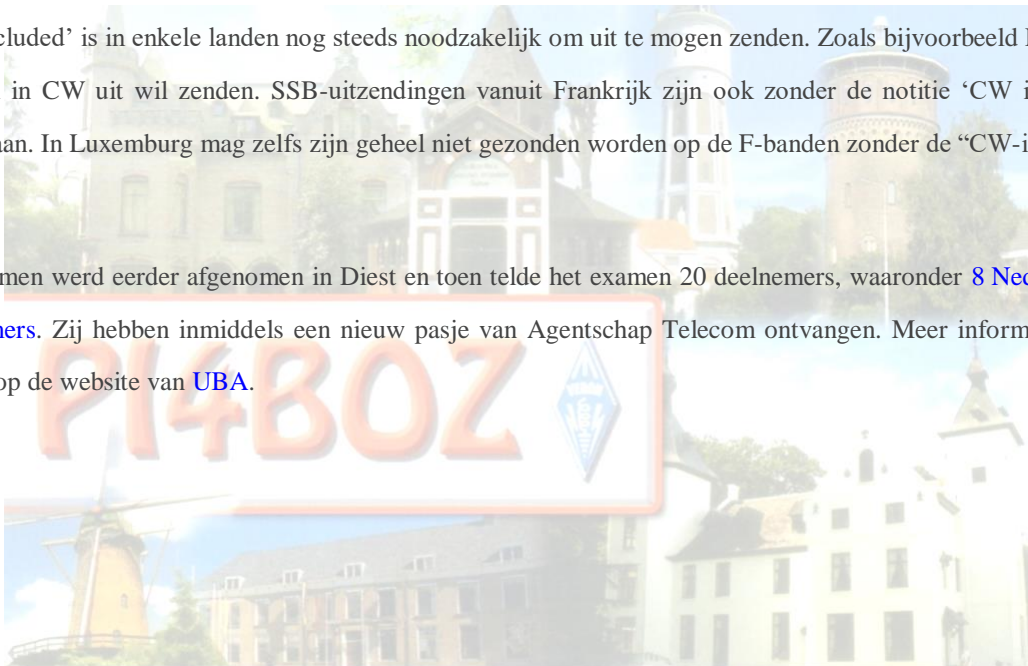 cluded’ is in enkele landen nog steeds noodzakelijk om uit te mogen zenden. Zoals bijvoorbeeld
in CW uit wil zenden. SSB-uitzendingen vanuit Frankrijk zijn ook zonder de notitie ‘CW i
aan. In Luxemburg mag zelfs zijn geheel niet gezonden worden op de F-banden zonder de “CW-i
men werd eerder afgenomen in Diest en toen telde het examen 20 deelnemers, waaronder 8 Ned
ners. Zij hebben inmiddels een nieuw pasje van Agentschap Telecom ontvangen. Meer inform
op de website van UBA.
PI4BOZ